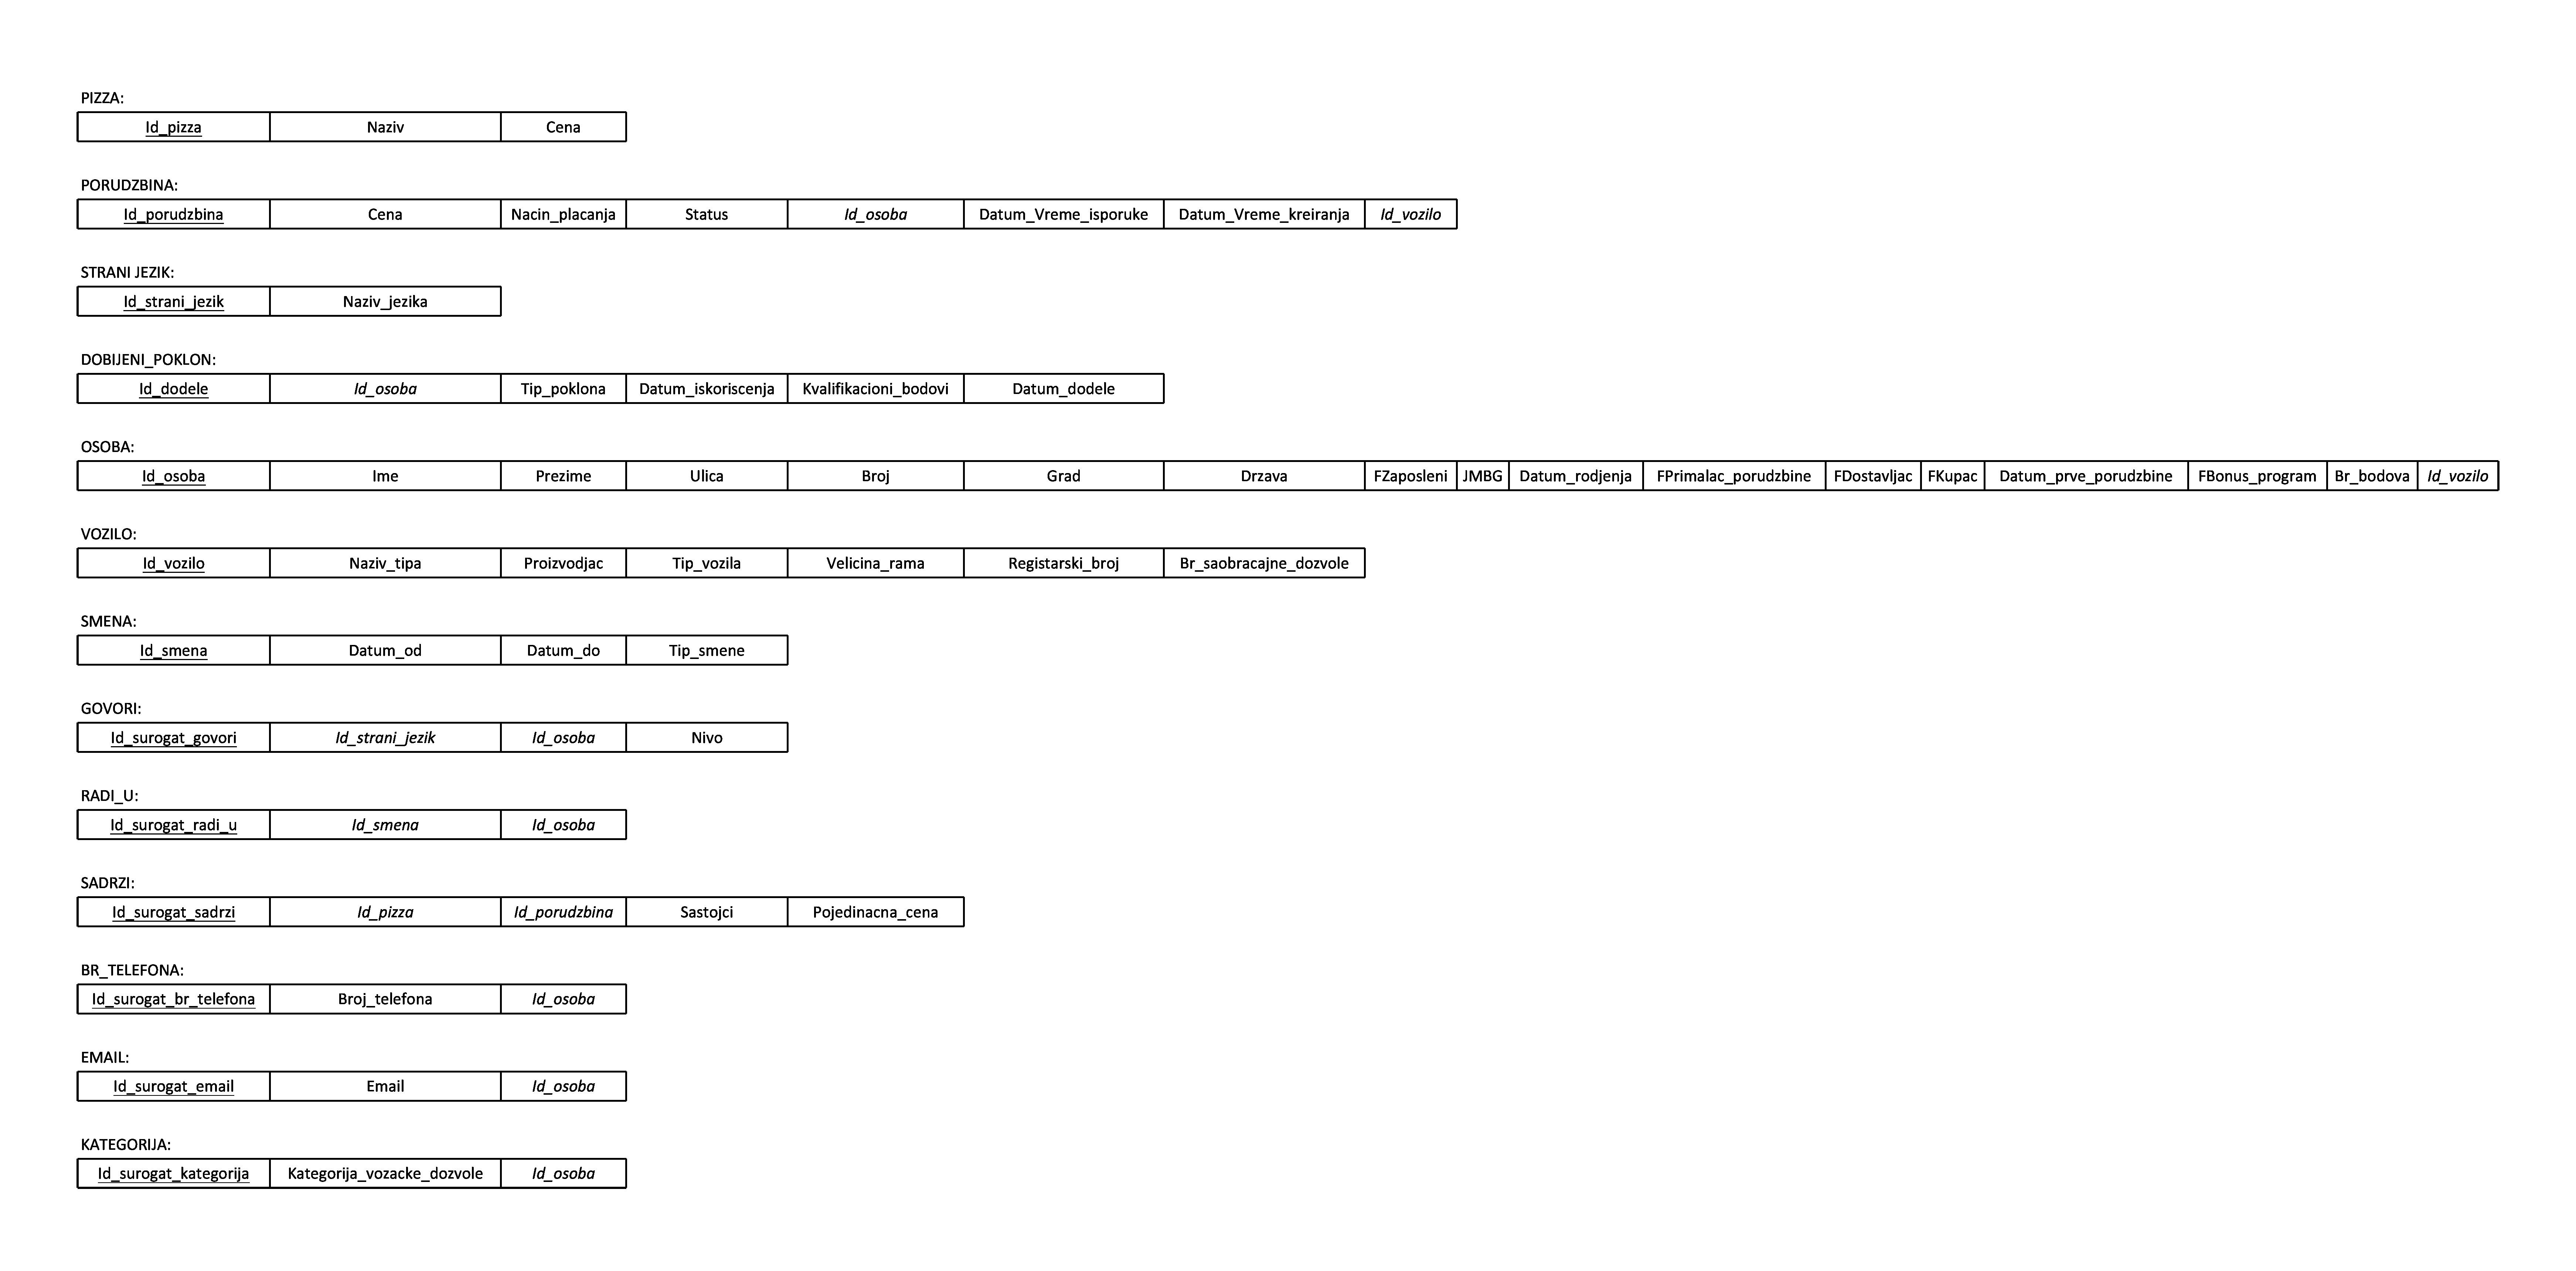 PIZZA:
Id_pizza Naziv Cena
PORUDZBINA:
Id_porudzbina Cena Nacin_placanja Status Id_osoba Datum_Vreme_isporuke Datum_Vreme_kreiranja Id_vozilo
STRANI JEZIK:
Id_strani_jezik Naziv_jezika
DOBIJENI_POKLON:
Id_dodele Id_osoba Tip_poklona Datum_iskoriscenja Kvalifikacioni_bodovi Datum_dodele
OSOBA:
Id_osoba Ime Prezime Ulica Broj Grad Drzava FZaposleni JMBG Datum_rodjenja FPrimalac_porudzbine FDostavljac FKupac Datum_prve_porudzbine FBonus_program Br_bodova Id_vozilo
VOZILO:
Id_vozilo Naziv_tipa Proizvodjac Tip_vozila Velicina_rama Registarski_broj Br_saobracajne_dozvole
SMENA:
Id_smena Datum_od Datum_do Tip_smene
GOVORI:
Id_surogat_govori Id_strani_jezik Id_osoba Nivo
RADI_U:
Id_surogat_radi_u Id_smena Id_osoba
SADRZI:
Id_surogat_sadrzi Id_pizza Id_porudzbina Sastojci Pojedinacna_cena
BR_TELEFONA:
Id_surogat_br_telefona Broj_telefona Id_osoba
EMAIL:
Id_surogat_email Email Id_osoba
KATEGORIJA:
Id_surogat_kategorija Kategorija_vozacke_dozvole Id_osoba